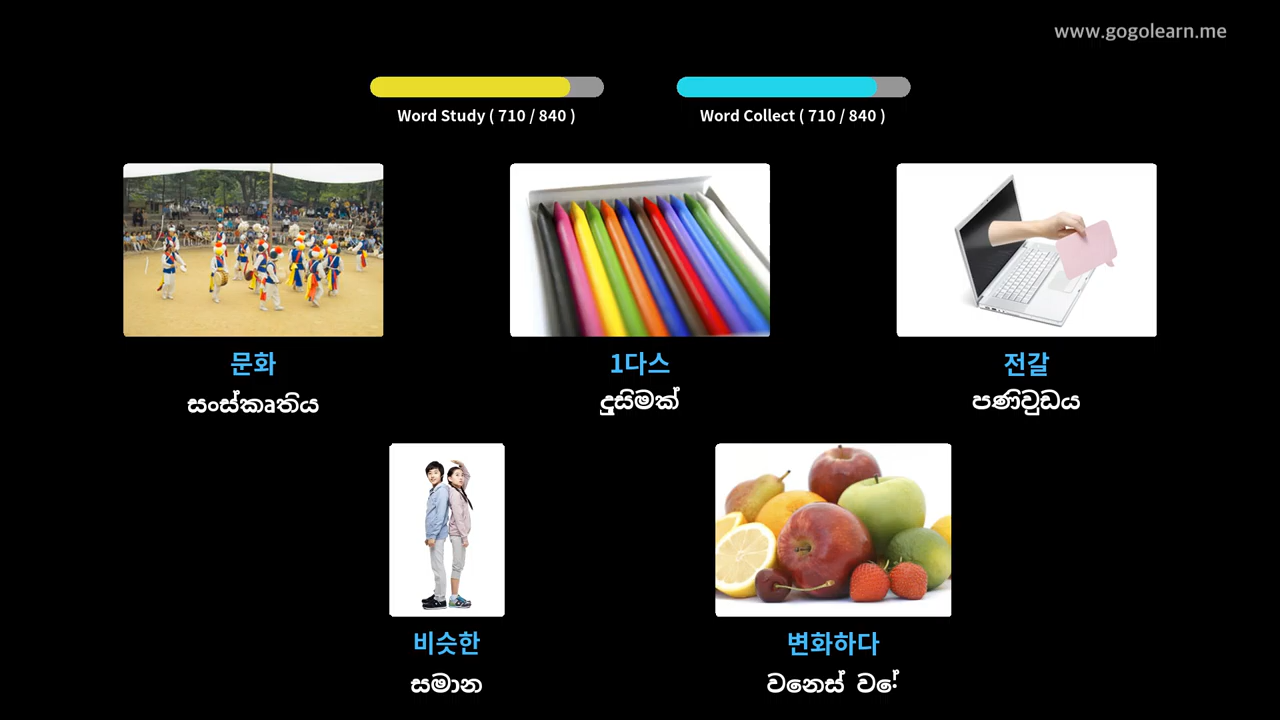 www.gogolearn.me
Word Study ( 710 / 840 )
Word Collect ( 710 / 840 )
문화
සංස්කෘතිය
1다스
දුසිමක්
전갈
පණිවුඩය
비슷한
සමාන
변화하다
වනෙස්